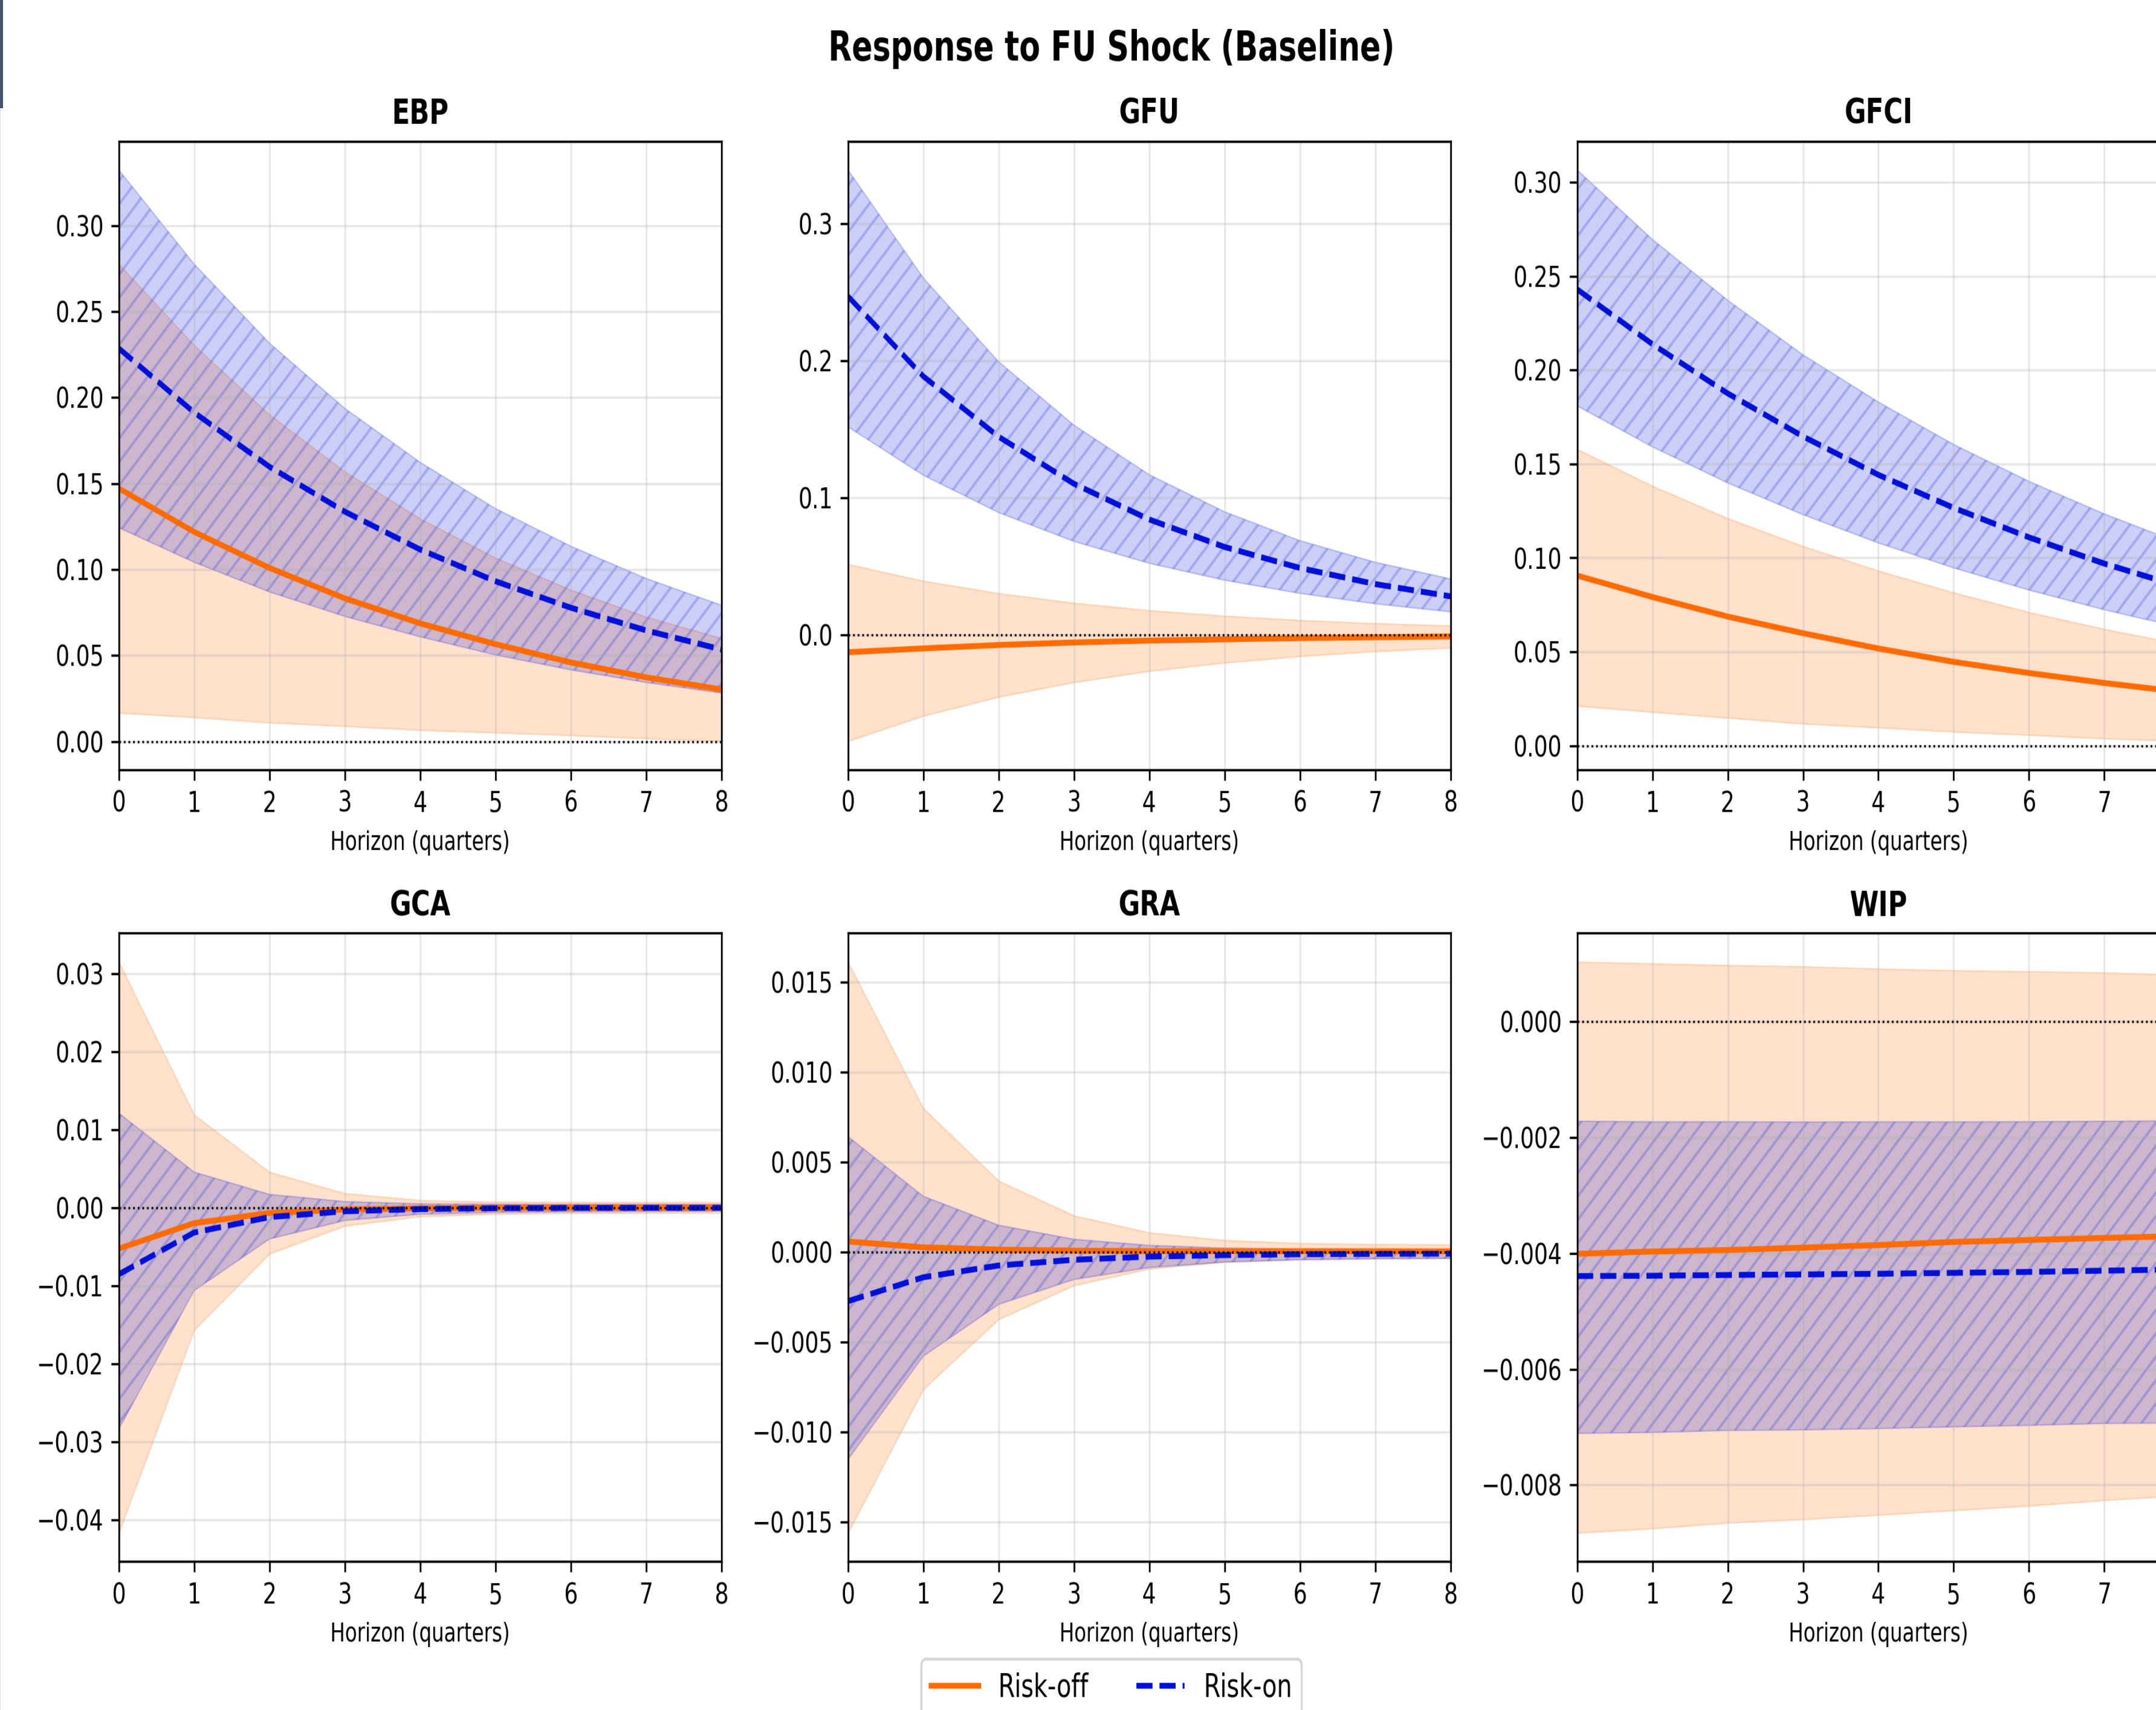 Response to FU Shock (Baseline)
EBP
GFU
GFCI
0.30
0.25
0.20
0.15
0.10
0.05
0.00
0 1 2 3 4 5 6 7 8
Horizon (quarters)
0.3
0.2
0.1
0.0
0 1 2 3 4 5 6 7 8
Horizon (quarters)
0.30
0.25
0.20
0.15
0.10
0.05
0.00
0 1 2 3 4 5 6 7
Horizon (quarters)
GCA
GRA
WIP
0.03
0.02
0.01
0.00
−0.01
−0.02
−0.03
−0.04
0 1 2 3 4 5 6 7 8
Horizon (quarters)
0.015
0.010
0.005
0.000
−0.005
−0.010
−0.015
0 1 2 3 4 5 6 7 8
Horizon (quarters)
0.000
−0.002
−0.004
−0.006
−0.008
0 1 2 3 4 5 6 7
Horizon (quarters)
Risk-off Risk-on